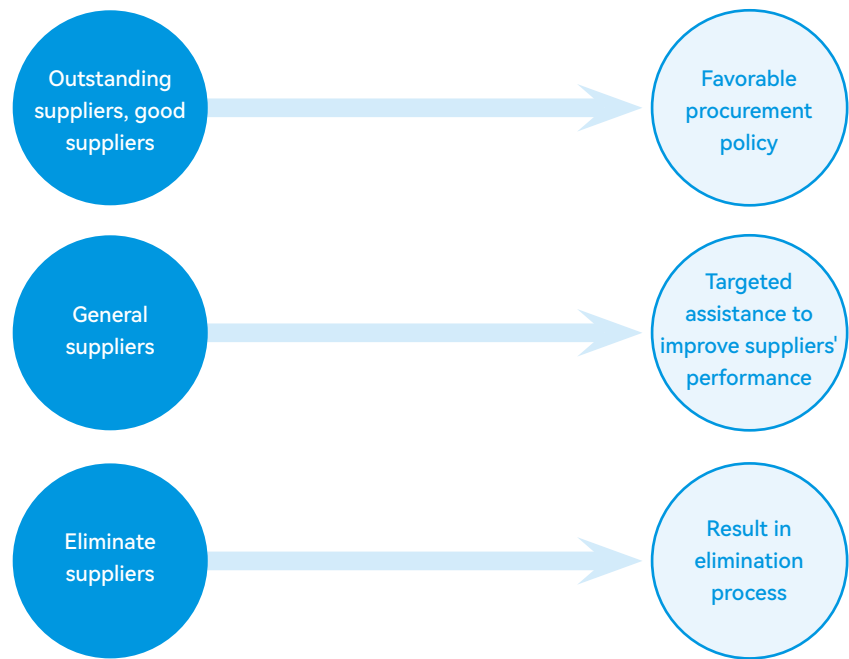 Outstanding
suppliers, good
suppliers
Favorable
procurement
policy
General
suppliers
Targeted
assistance to
improve suppliers'
performance
Eliminate
suppliers
Result in
elimination
process